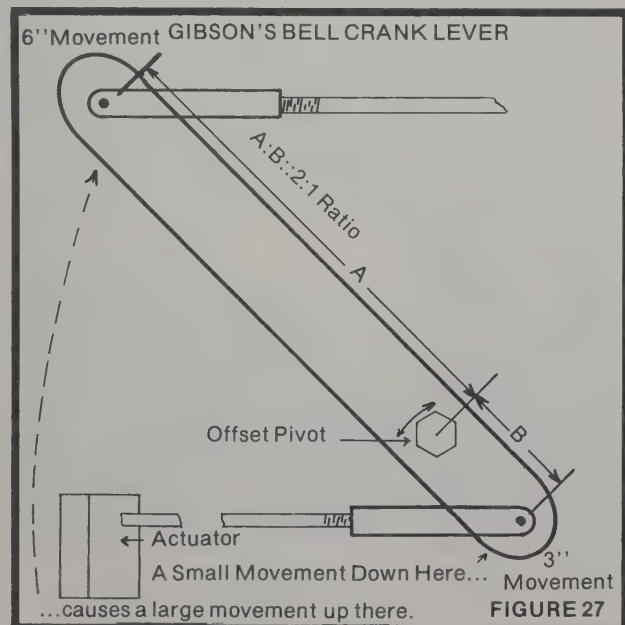 6''Movement GIBSON'S BELL CRANK LEVER
A:B::2:1 Ratio
A
B
Offset Pivot
Actuator
A Small Movement Down Here...
3''
Movement
...causes a large movement up there.
FIGURE 27